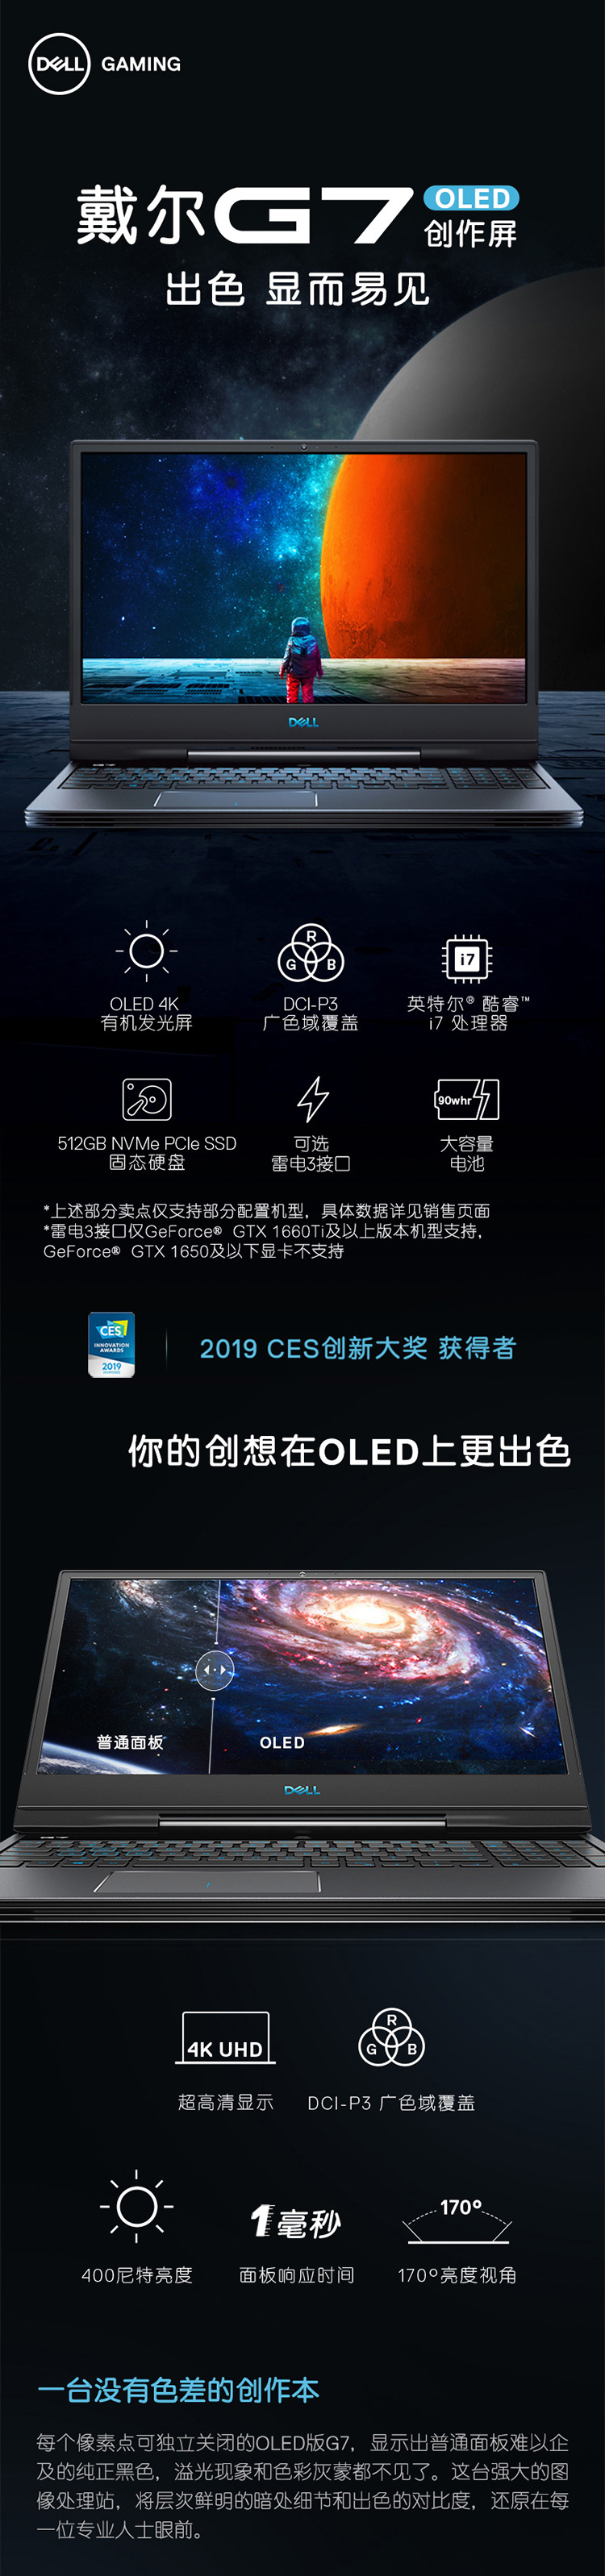 DELL GAMING
戴尔G7 OLED
创作屏
出色 显而易见
DELL
R
G B
i7
OLED 4K
有机发光屏
DCI-P3
广色域覆盖
英特尔® 酷睿™
i7 处理器
90whr
512GB NVMe PCIe SSD
固态硬盘
可选
雷电3接口
大容量
电池
*上述部分卖点仅支持部分配置机型，具体数据详见销售页面
*雷电3接口仅GeForce® GTX 1660Ti及以上版本机型支持，
GeForce® GTX 1650及以下显卡不支持
CES
INNOVATION
AWARDS
2019
2019 CES创新大奖 获得者
你的创想在OLED上更出色
普通面板 OLED
DELL
4K UHD
R
G B
超高清显示 DCI-P3 广色域覆盖
1毫秒
170°
400尼特亮度 面板响应时间 170°亮度视角
一台没有色差的创作本
每个像素点可独立关闭的OLED版G7，显示出普通面板难以企
及的纯正黑色，溢光现象和色彩灰蒙都不见了。这台强大的图
像处理站，将层次鲜明的暗处细节和出色的对比度，还原在每
一位专业人士眼前。